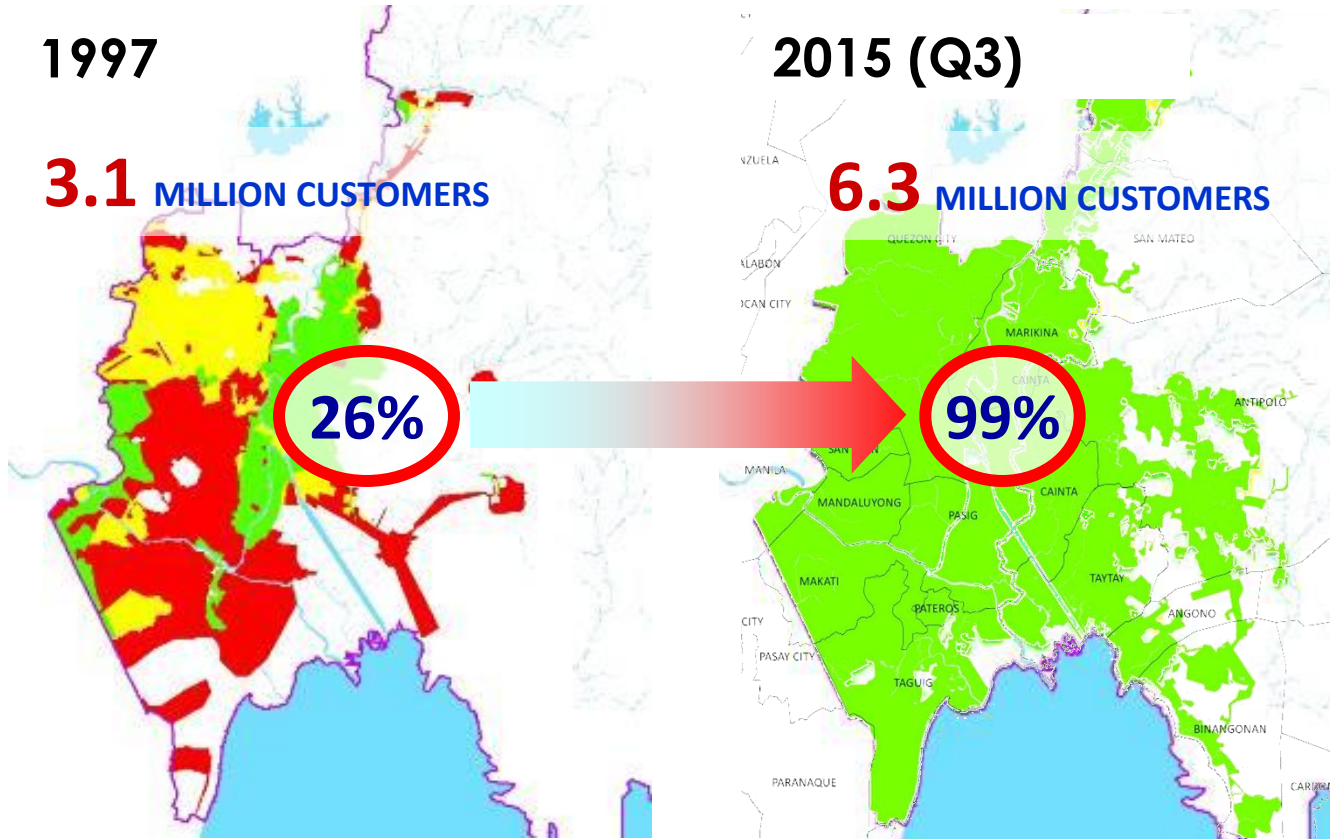 1997
3.1 MILLION CUSTOMERS
26%
2015 (Q3)
6.3 MILLION CUSTOMERS
NZUELA
QUEZON CITY
SAN MATEO
ALABON
OCAN CITY
MARIKINA
CAINTA
99%
ANTIPOLO
MANILA
MANDALUYONG
PASIG
CAINTA
MAKATI
TAYTAY
PATEROS
ANGONO
CITY
PASAY CITY
TAGUIG
BINANGONAN
PARANAQUE